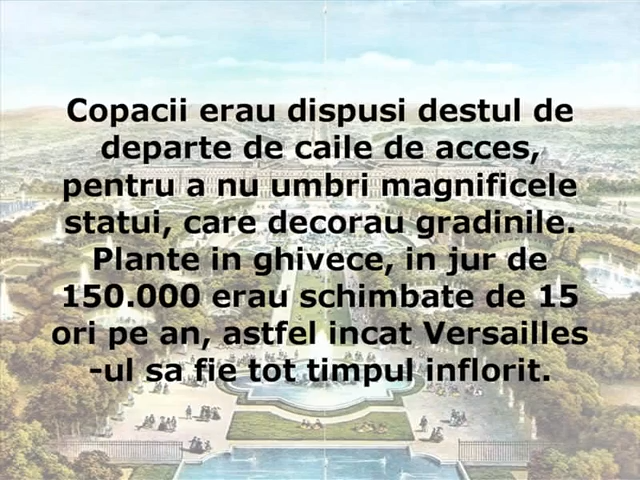 Copacii erau dispusi destul de
departe de caile de acces,
pentru a nu umbri magnificele
statui, care decorau gradinile.
Plante in ghivece, in jur de
150.000 erau schimbate de 15
ori pe an, astfel incat Versailles
-ul sa fie tot timpul inflorit.